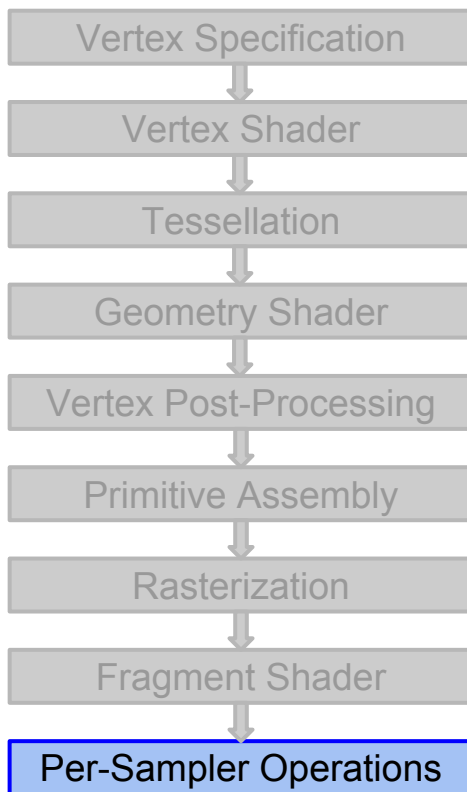 Vertex Specification
Vertex Shader
Tessellation
Geometry Shader
Vertex Post-Processing
Primitive Assembly
Rasterization
Fragment Shader
Per-Sampler Operations